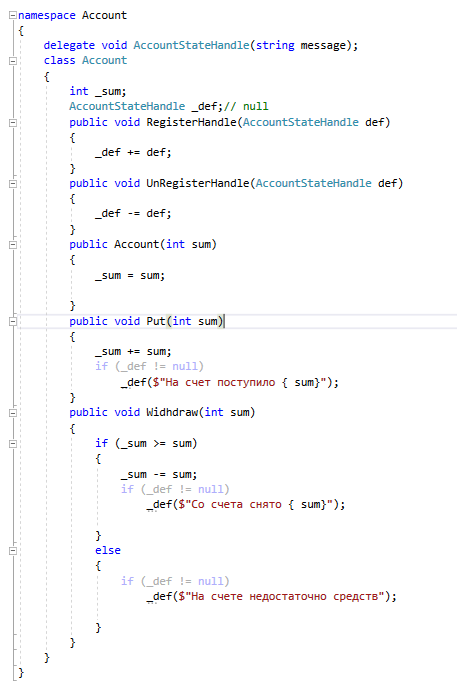 namespace Account
{
delegate void AccountStateHandle(string message);
class Account
{
int _sum;
AccountStateHandle _def;// null
public void RegisterHandle(AccountStateHandle def)
{
_def += def;
}
public void UnRegisterHandle(AccountStateHandle def)
{
_def -= def;
}
public Account(int sum)
{
_sum = sum;
}
public void Put(int sum)
{
_sum += sum;
if (_def != null)
_def($"На счет поступило { sum}");
}
public void Widhdraw(int sum)
{
if (_sum >= sum)
{
_sum -= sum;
if (_def != null)
_def($"Со счета снято { sum}");
}
else
{
if (_def != null)
_def($"На счете недостаточно средств");
}
}
}
}